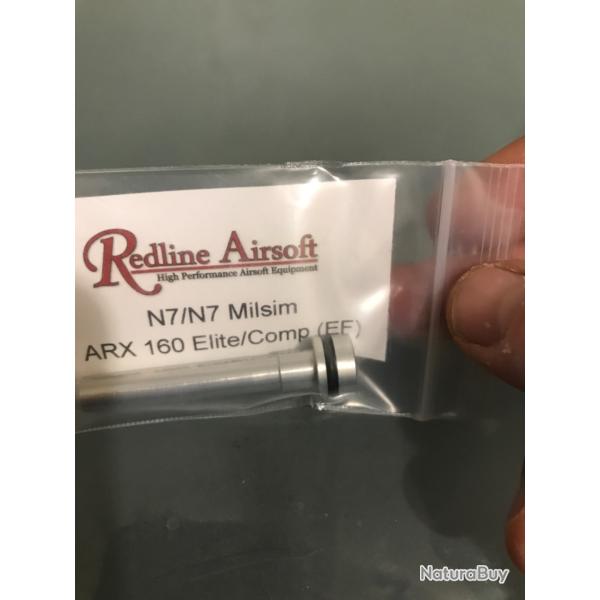 Redline Airsoft
High Performance Airsoft Equipment
N7/N7 Milsim
ARX 160 Elite/Comp (EF)
NaturaBuy